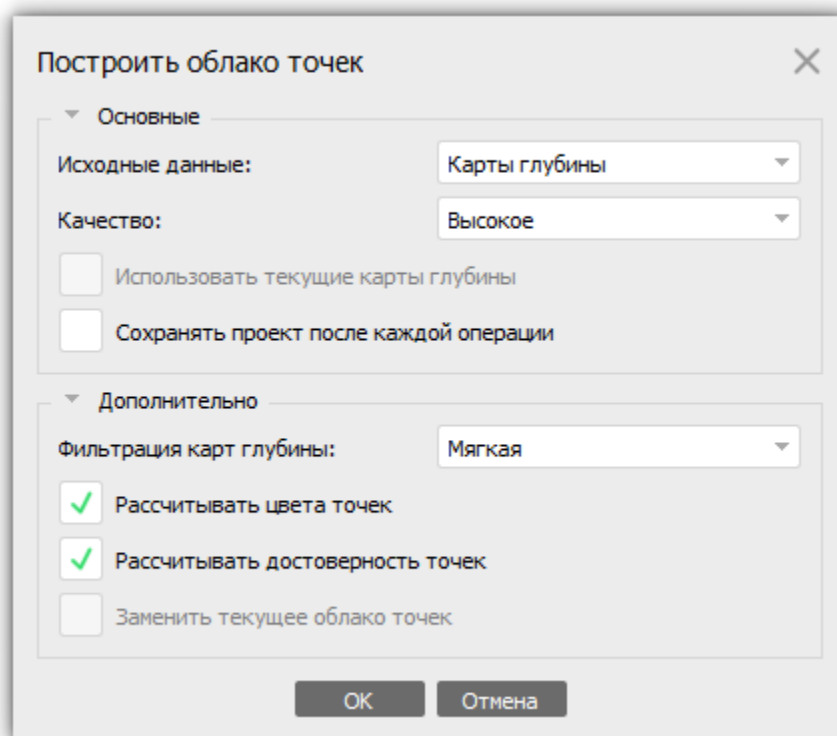 Построить облако точек
Основные
Исходные данные: Карты глубины
Качество: Высокое
Использовать текущие карты глубины
Сохранять проект после каждой операции
Дополнительно
Фильтрация карт глубины: Мягкая
Рассчитывать цвета точек
Рассчитывать достоверность точек
Заменить текущее облако точек
OK Отмена